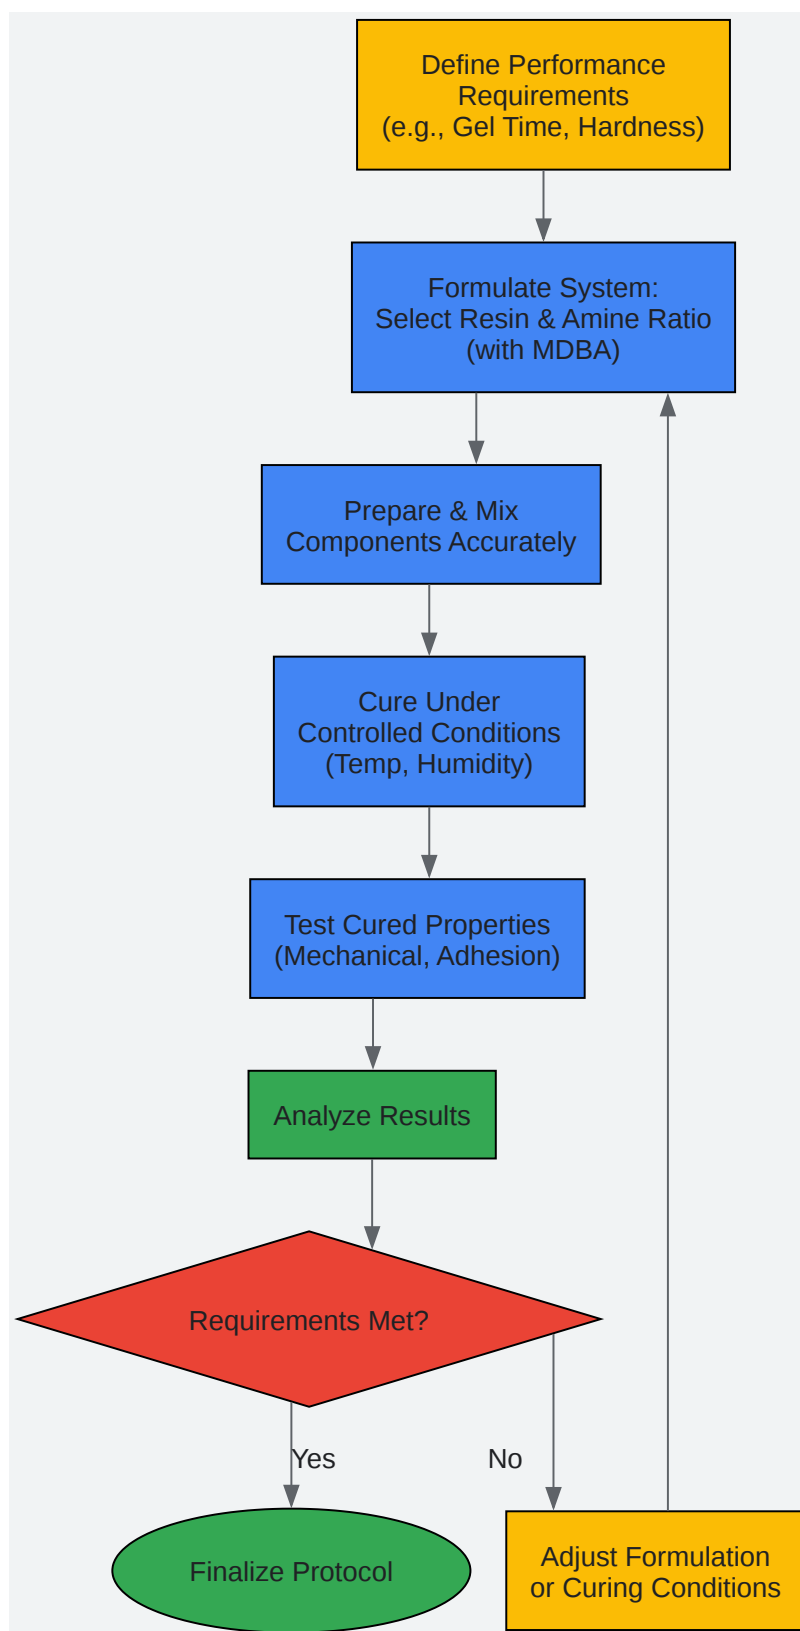 Define Performance
Requirements
(e.g., Gel Time, Hardness)
Formulate System:
Select Resin & Amine Ratio
(with MDBA)
Prepare & Mix
Components Accurately
Cure Under
Controlled Conditions
(Temp, Humidity)
Test Cured Properties
(Mechanical, Adhesion)
Analyze Results
Requirements Met?
Yes
No
Finalize Protocol
Adjust Formulation
or Curing Conditions